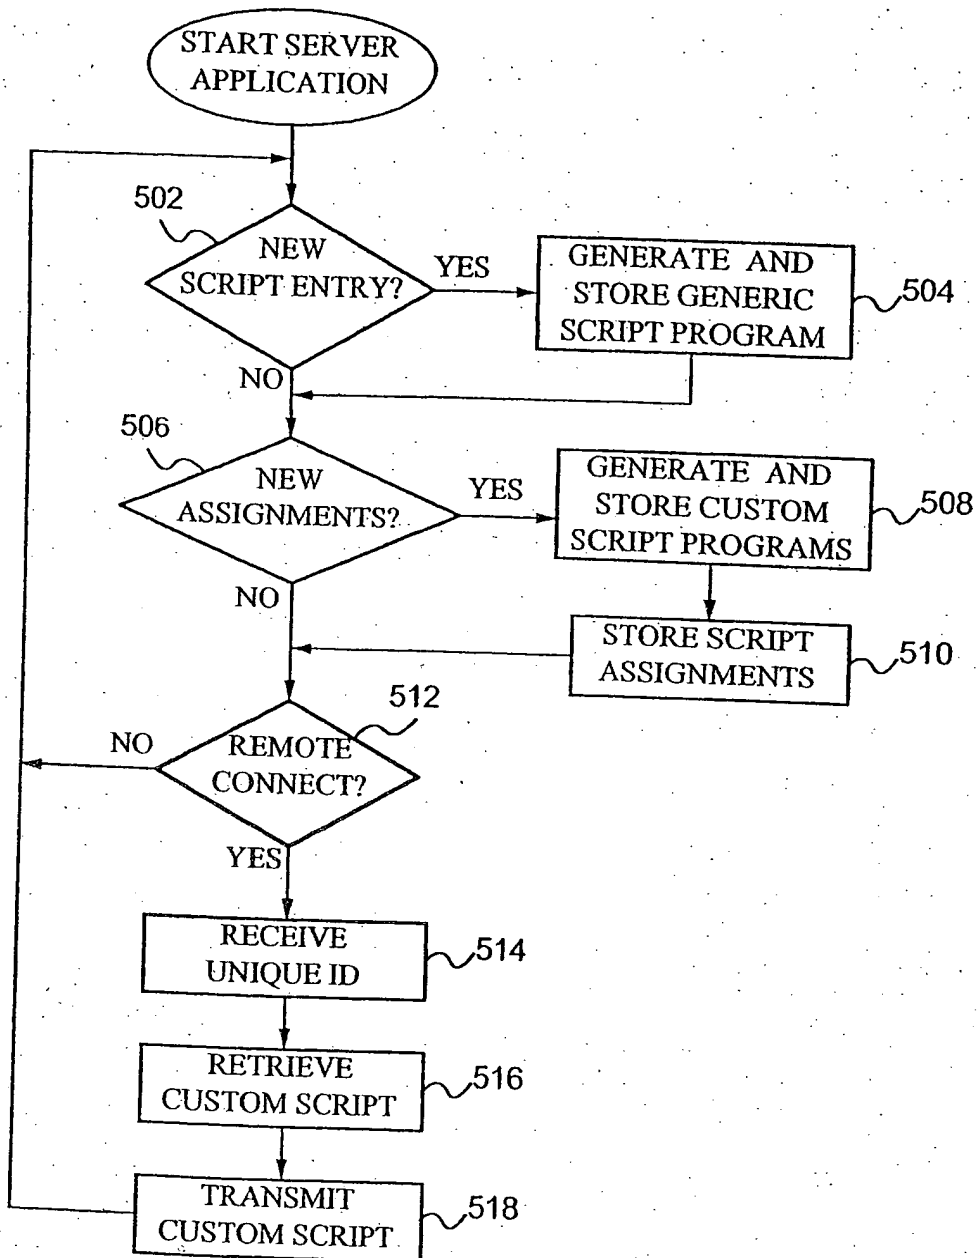 START SERVER
APPLICATION
502
NEW
SCRIPT ENTRY?
YES
GENERATE AND
STORE GENERIC
SCRIPT PROGRAM
504
NO
506
NEW
ASSIGNMENTS?
YES
GENERATE AND
STORE CUSTOM
SCRIPT PROGRAMS
508
NO
STORE SCRIPT
ASSIGNMENTS
510
512
REMOTE
CONNECT?
NO
YES
RECEIVE
UNIQUE ID
514
RETRIEVE
CUSTOM SCRIPT
516
TRANSMIT
CUSTOM SCRIPT
518